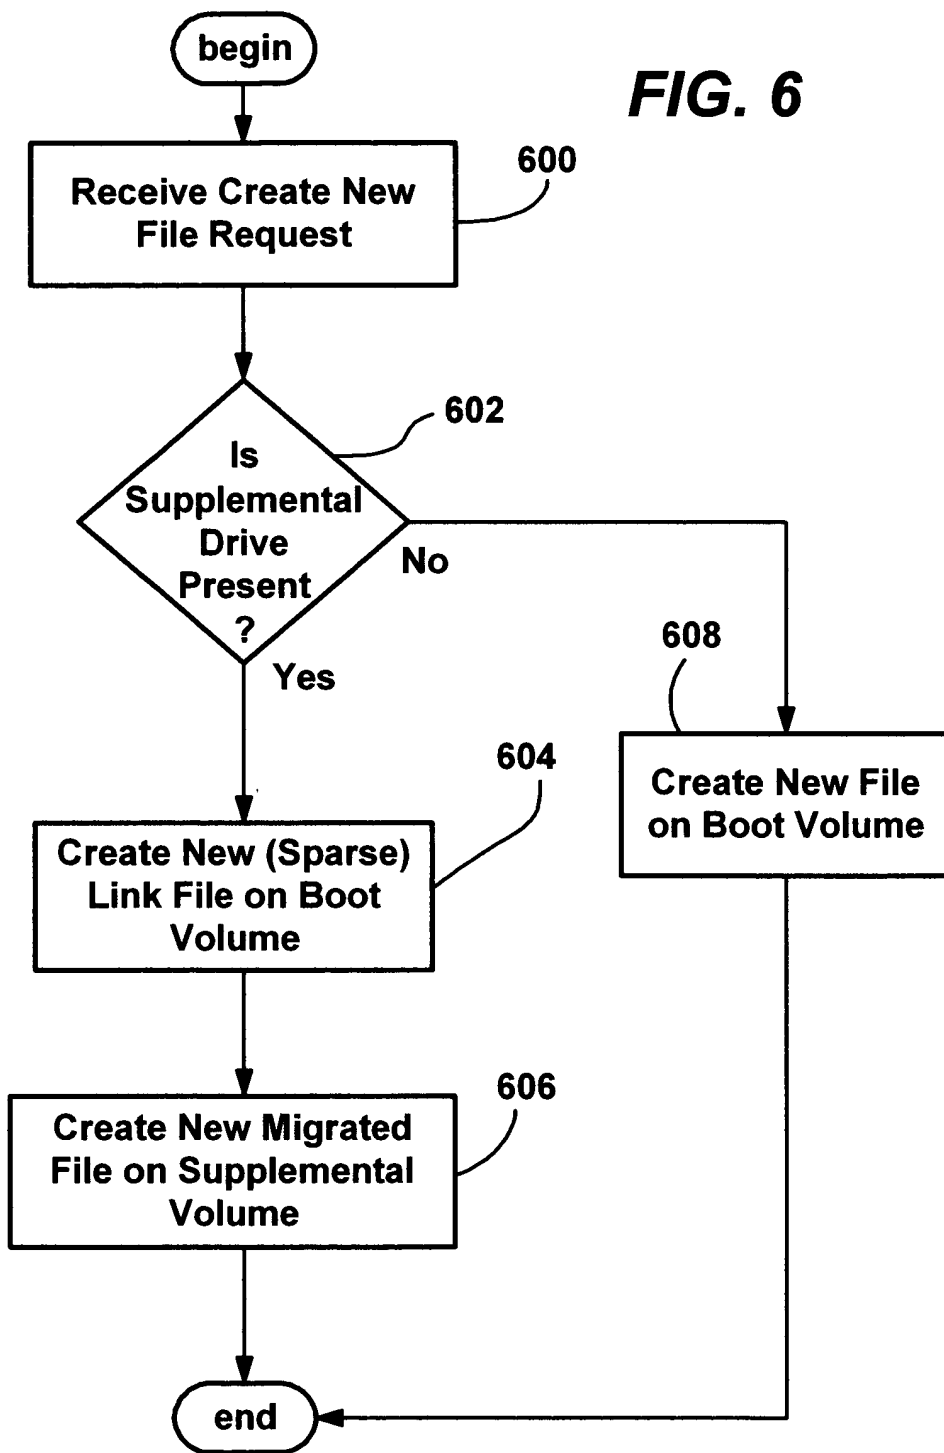 begin
FIG. 6
600
Receive Create New
File Request
602
Is
Supplemental
Drive
Present
?
No
Yes
608
604
Create New File
on Boot Volume
Create New (Sparse)
Link File on Boot
Volume
606
Create New Migrated
File on Supplemental
Volume
end